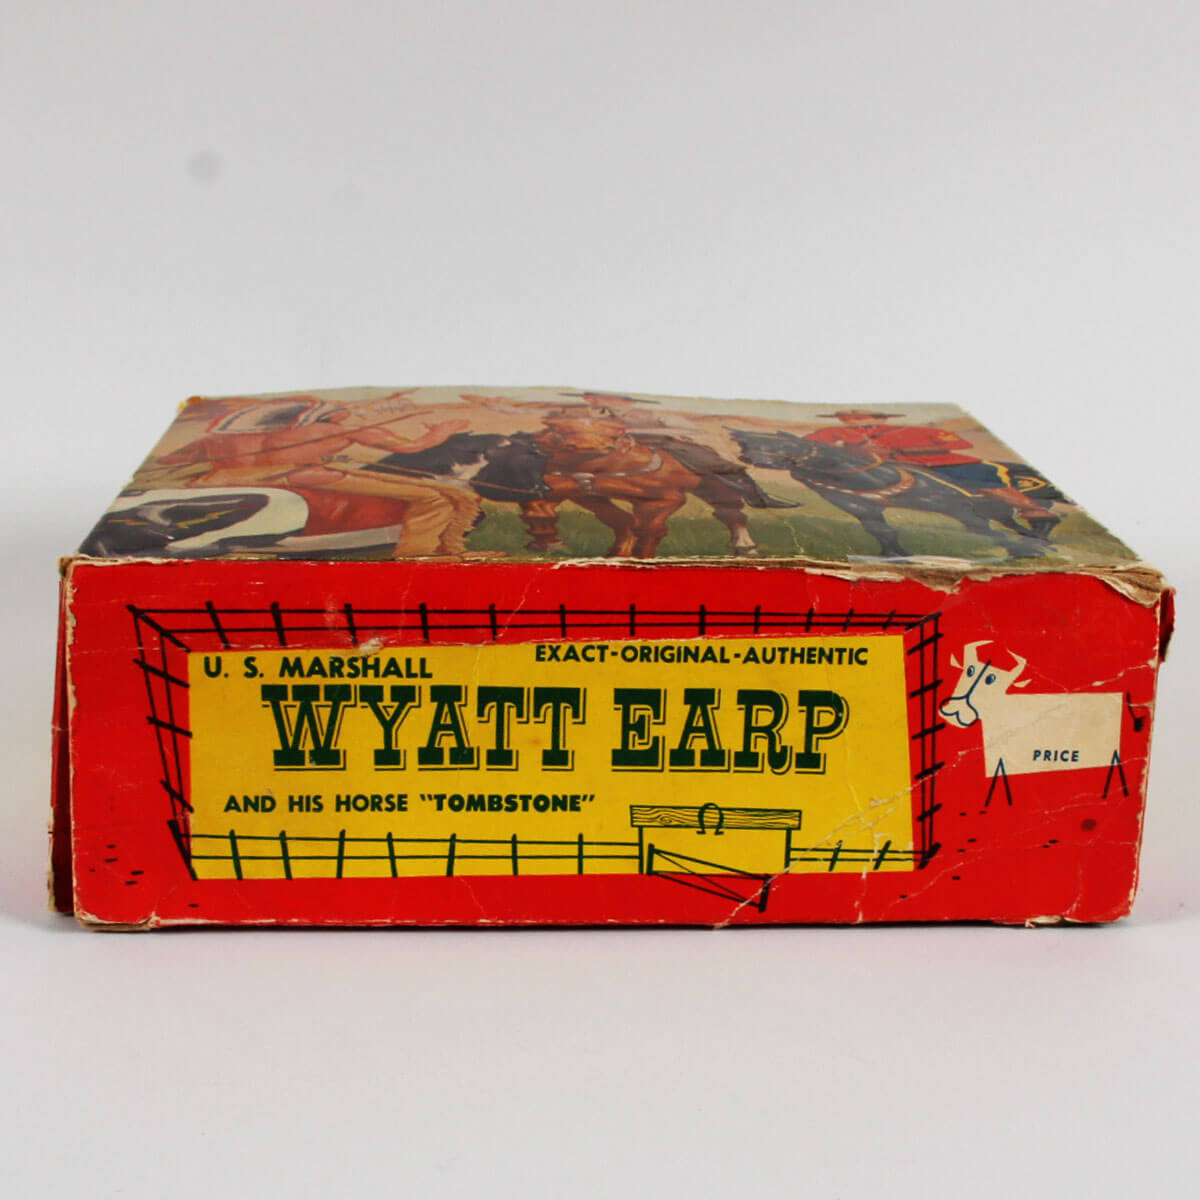 U. S. MARSHALL
EXACT-ORIGINAL-AUTHENTIC
WYATT EARP
AND HIS HORSE "TOMBSTONE"
PRICE